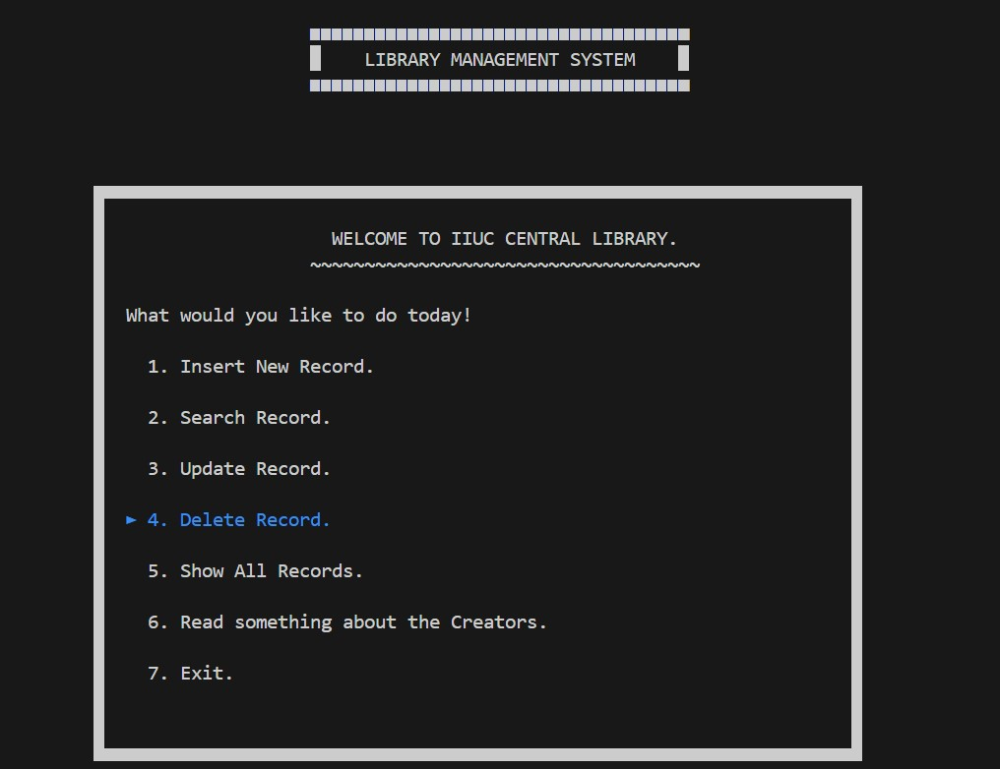 LIBRARY MANAGEMENT SYSTEM
WELCOME TO IIUC CENTRAL LIBRARY.
~~~~~~~~~~~~~~~~~~~~~~~~~~~~~~~~~~~~
What would you like to do today!
1. Insert New Record.
2. Search Record.
3. Update Record.
► 4. Delete Record.
5. Show All Records.
6. Read something about the Creators.
7. Exit.